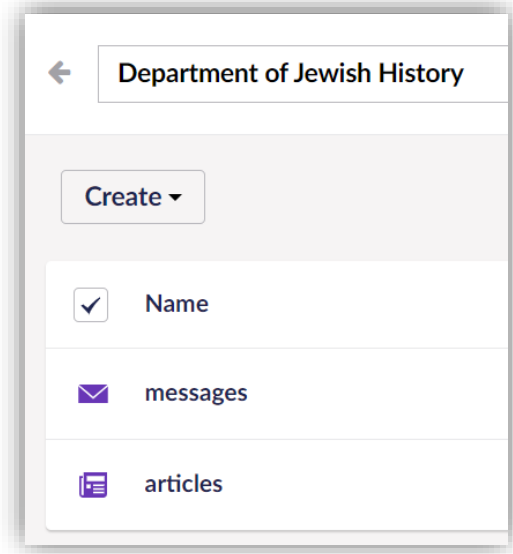 Department of Jewish History
Create
Name
messages
articles